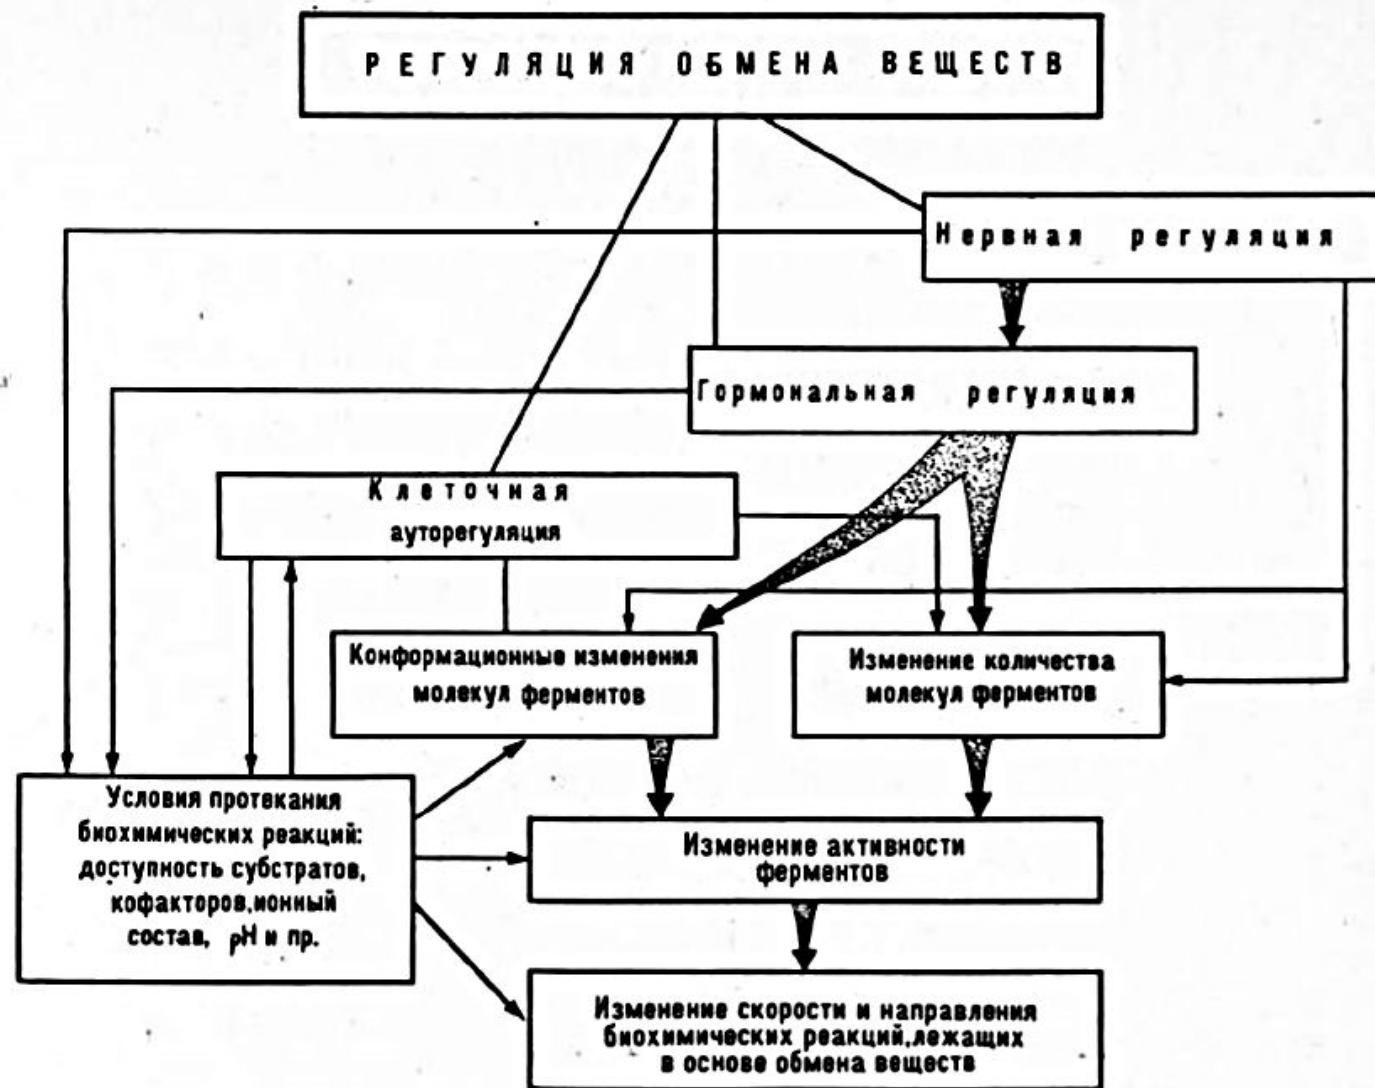 РЕГУЛЯЦИЯ ОБМЕНА ВЕЩЕСТВ
Нервная регуляция
Гормональная регуляция
Клеточная
ауторегуляция
Конформационные изменения
молекул ферментов
Изменение количества
молекул ферментов
Условия протекания
биохимических реакций:
доступность субстратов,
кофакторов,ионный
состав, pH и пр.
Изменение активности
ферментов
Изменение скорости и направления
биохимических реакций,лежащих
в основе обмена веществ